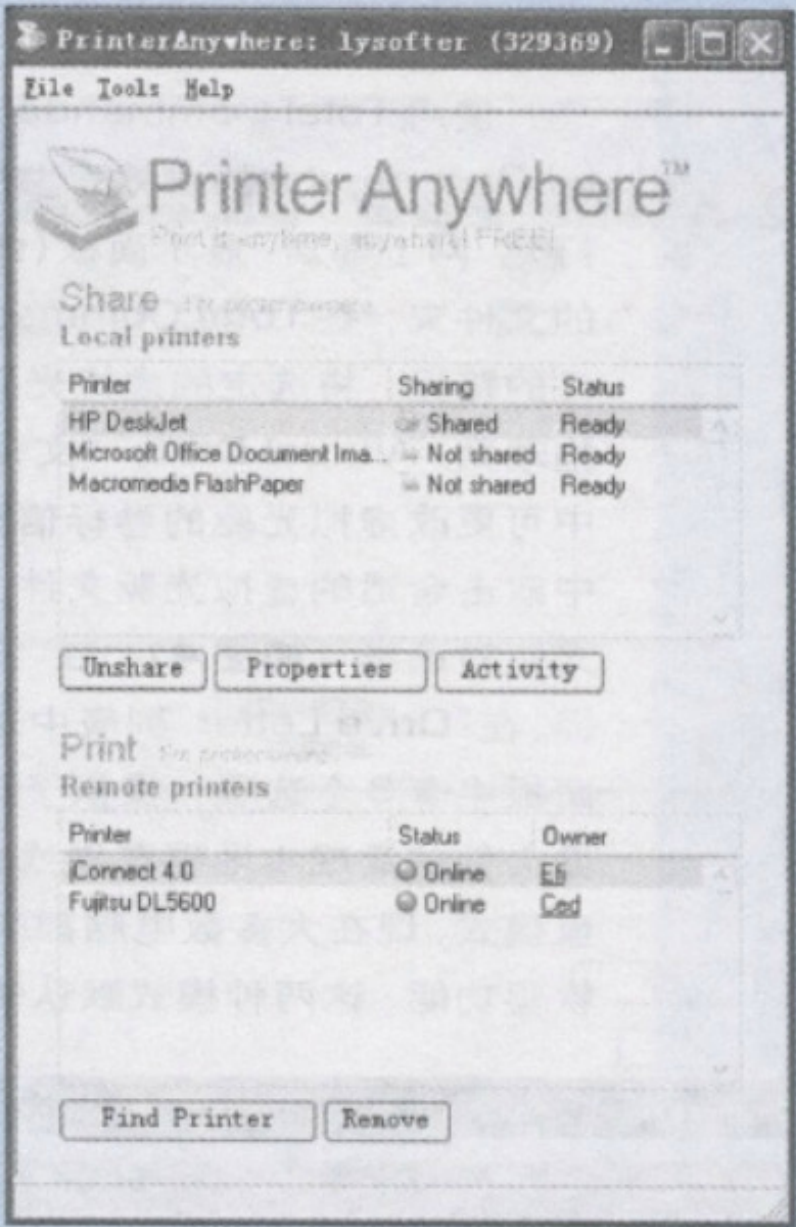 PrinterAnywhere: lysofter (329369)
File Tools Help
Printer Anywhere™
Print it anytime, anywhere! FREE!
Share
Local printers
Printer Sharing Status
HP DeskJet Shared Ready
Microsoft Office Document Ima... Not shared Ready
Macromedia FlashPaper Not shared Ready
Unshare Properties Activity
Print
Remote printers
Printer Status Owner
iConnect 4.0 Online Efi
Fujitsu DL5600 Online Ced
Find Printer Remove